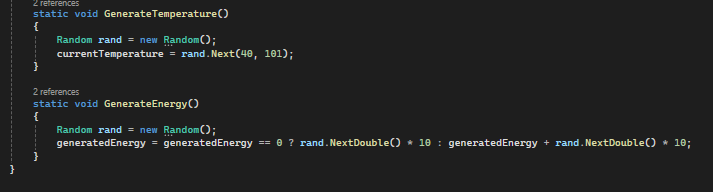 2 references
static void GenerateTemperature()
{
Random rand = new Random();
currentTemperature = rand.Next(40, 101);
}
2 references
static void GenerateEnergy()
{
Random rand = new Random();
generatedEnergy = generatedEnergy == 0 ? rand.NextDouble() * 10 : generatedEnergy + rand.NextDouble() * 10;
}
}